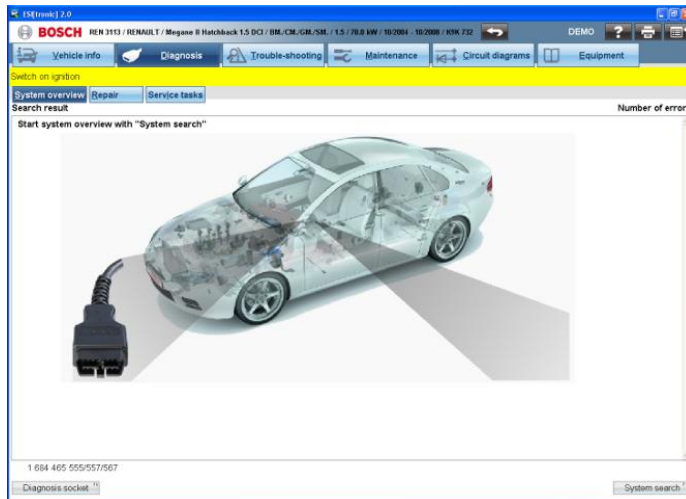 ESI[tronic] 2.0
BOSCH REN 3113 / RENAULT / Megane II Hatchback 1.5 DCI / BM./CM./GM./SM. / 1.5 / 78.0 kW / 10/2004 - 10/2008 / K9K 732 DEMO ?
Vehicle info Diagnosis Trouble-shooting Maintenance Circuit diagrams Equipment
Switch on ignition
System overview Repair Service tasks
Search result Number of error
Start system overview with "System search"
1 684 465 555/557/567
Diagnosis socket System search